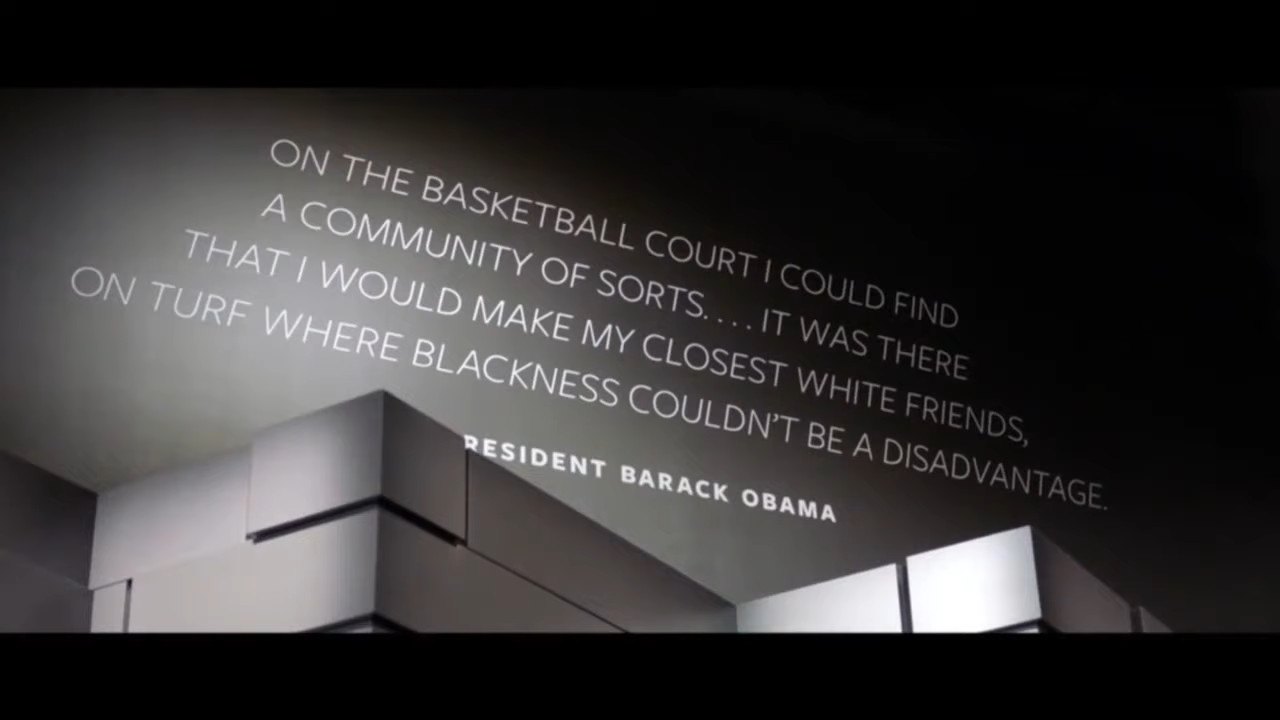 ON THE BASKETBALL COURT I COULD FIND
A COMMUNITY OF SORTS.... IT WAS THERE
THAT I WOULD MAKE MY CLOSEST WHITE FRIENDS,
ON TURF WHERE BLACKNESS COULDN'T BE A DISADVANTAGE.
RESIDENT BARACK OBAMA